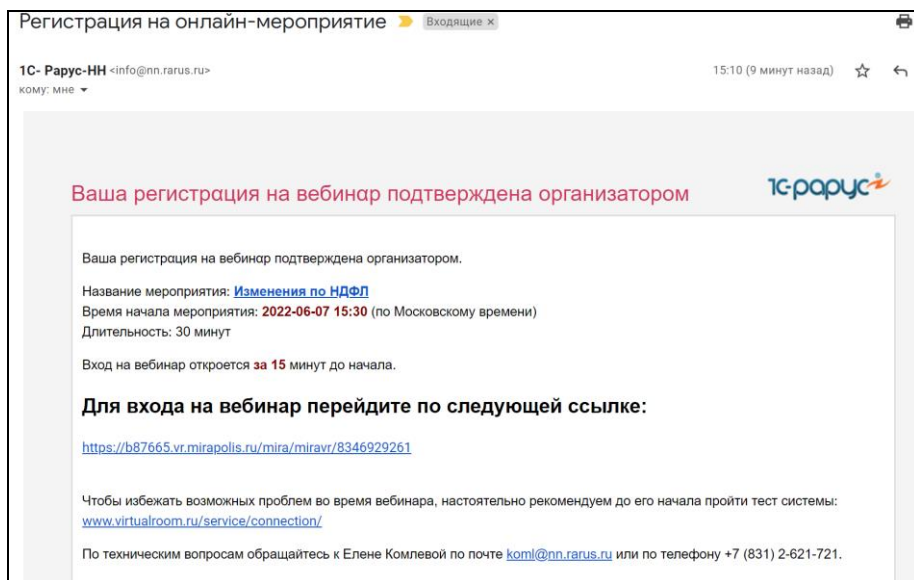 Регистрация на онлайн-мероприятие Входящие ×
1С- Рарус-НН <info@nn.rarus.ru> 15:10 (9 минут назад)
кому: мне
1С·рарус
Ваша регистрация на вебинар подтверждена организатором
Ваша регистрация на вебинар подтверждена организатором.
Название мероприятия: Изменения по НДФЛ
Время начала мероприятия: 2022-06-07 15:30 (по Московскому времени)
Длительность: 30 минут
Вход на вебинар откроется за 15 минут до начала.
Для входа на вебинар перейдите по следующей ссылке:
https://b87665.vr.mirapolis.ru/mira/miravr/8346929261
Чтобы избежать возможных проблем во время вебинара, настоятельно рекомендуем до его начала пройти тест системы:
www.virtualroom.ru/service/connection/
По техническим вопросам обращайтесь к Елене Комлевой по почте koml@nn.rarus.ru или по телефону +7 (831) 2-621-721.